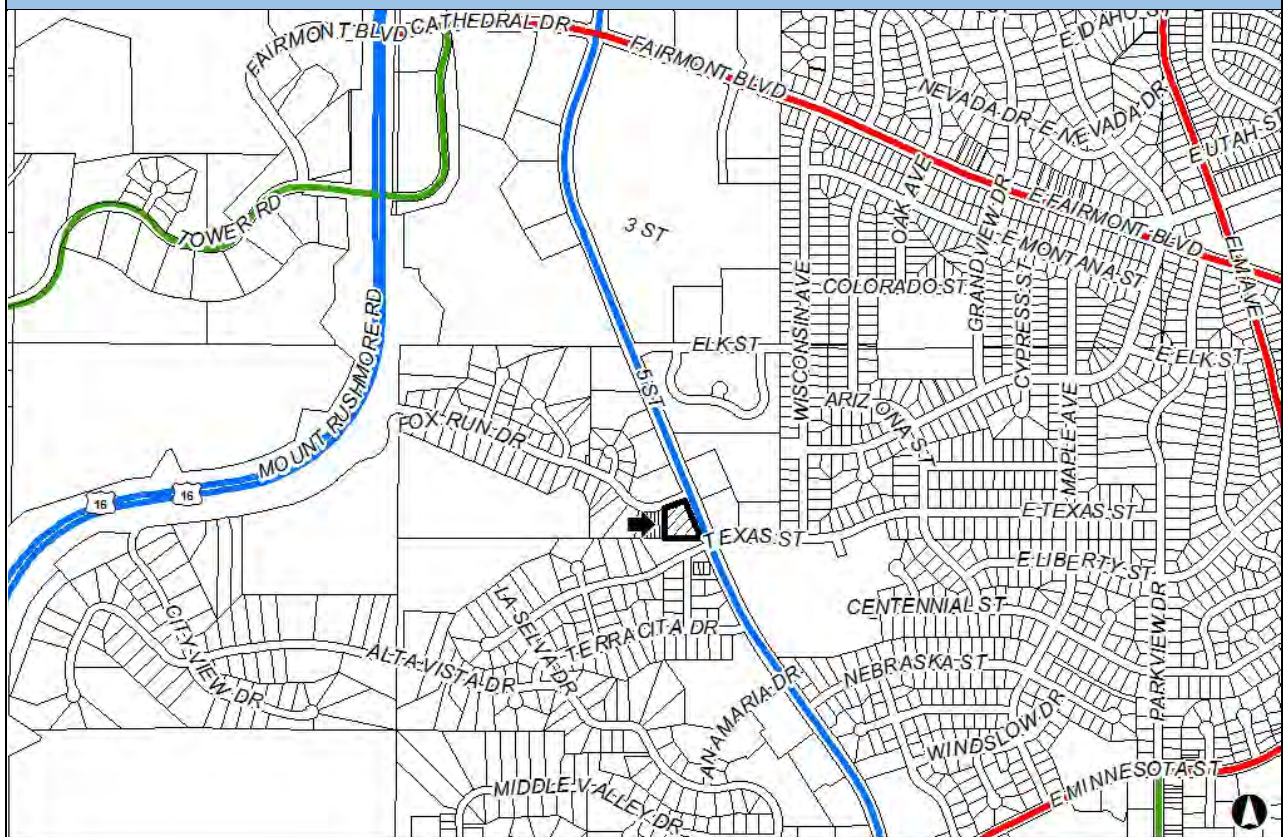 FAIRMONT BLVD
CATHEDRAL DR
FAIRMONT BLVD
E IDAHO ST
NEVADA DR
E NEVADA DR
E UTAH ST
TOWER RD
3 ST
OAK AVE
GRANDVIEW DR
E FAIRMONT BLVD
ELM AVE
E MONTANA ST
WISCONSIN AVE
COLORADO ST
CYPRESS ST
MOUNT RUSHMORE RD
ELK ST
E ELK ST
5 ST
ARIZONA ST
MAPLE AVE
FOX RUN DR
16
16
TEXAS ST
E TEXAS ST
E LIBERTY ST
LA SELVA DR
CENTENNIAL ST
CITY VIEW DR
TERRACITA DR
ALTA VISTA DR
NEBRASKA ST
PARKVIEW DR
ANAMARIA DR
WINDSLOW DR
MIDDLE VALLEY DR
E MINNESOTA ST